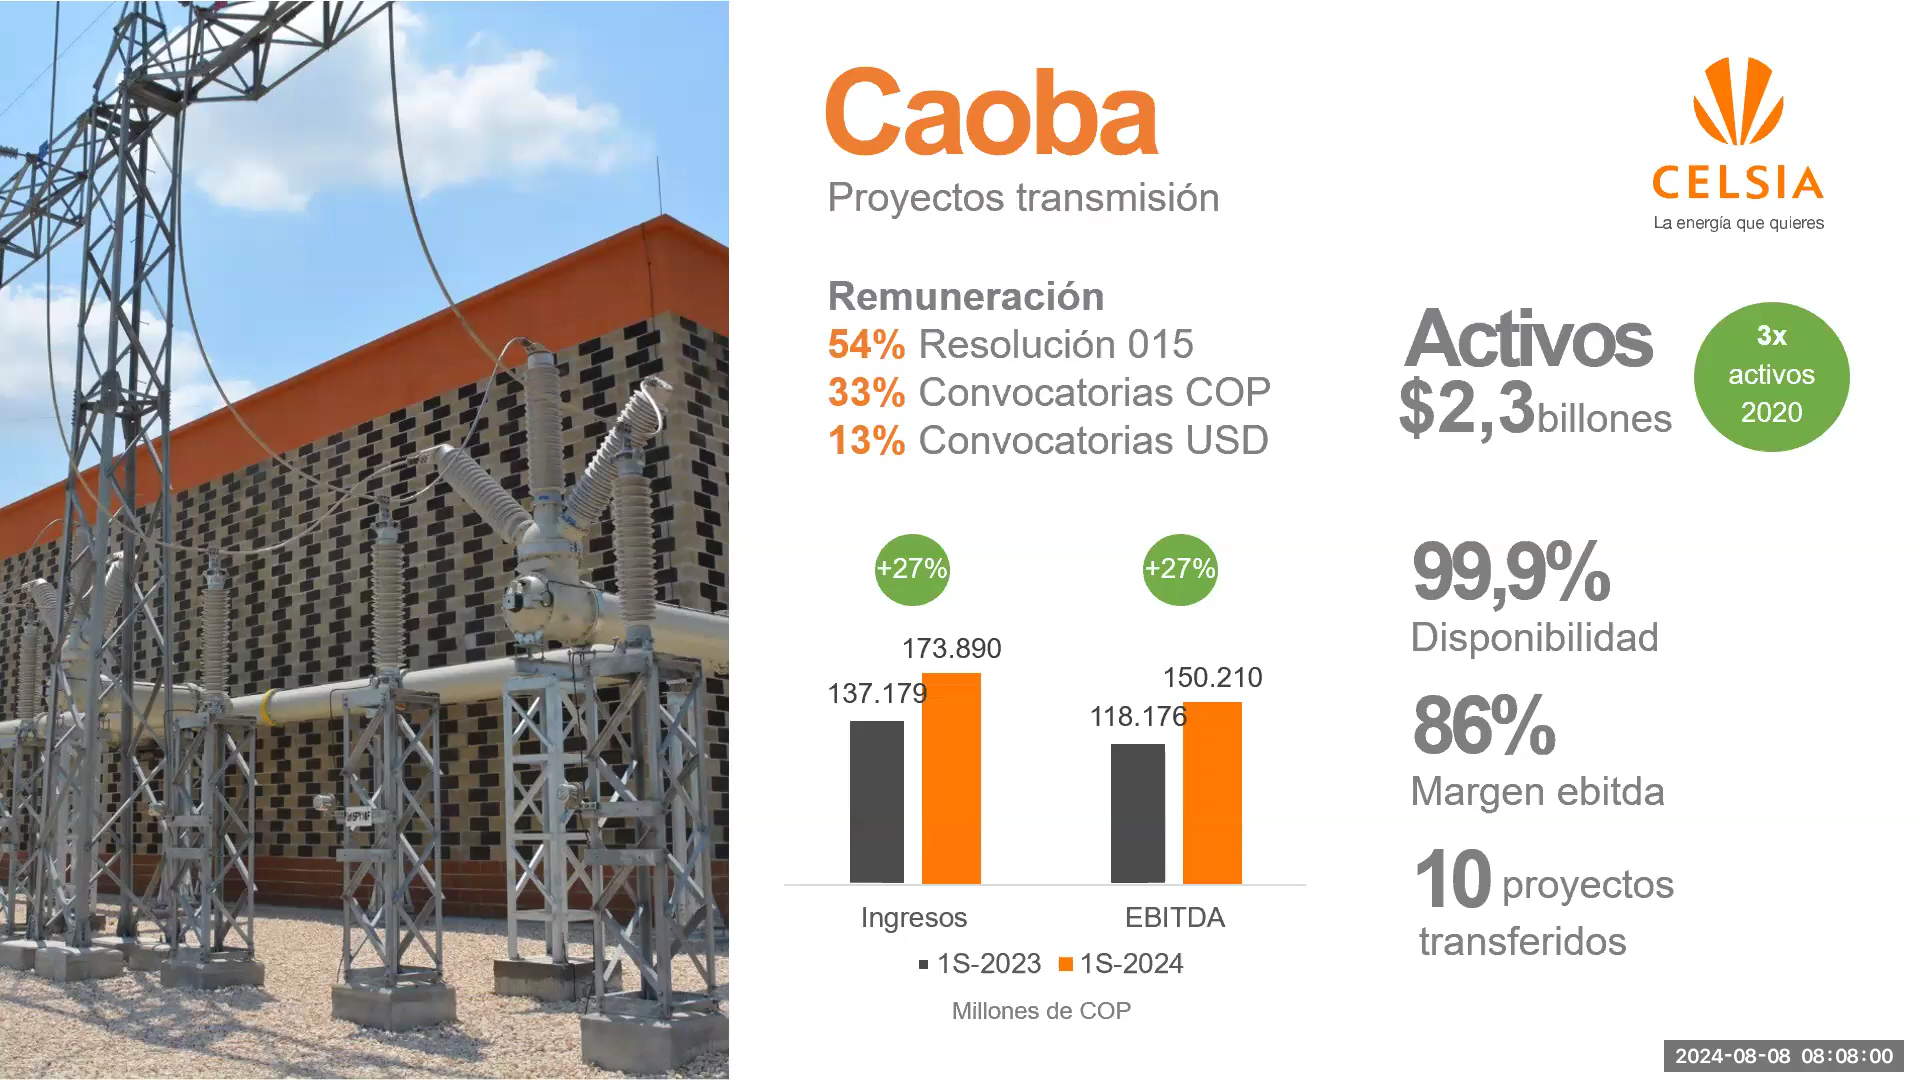 Caoba
Proyectos transmisión
CELSIA
La energía que quieres
Remuneración
54% Resolución 015
33% Convocatorias COP
13% Convocatorias USD
Activos
$2,3billones
3x
activos
2020
+27%
+27%
173.890
137.179
150.210
118.176
Ingresos
EBITDA
1S-2023
1S-2024
Millones de COP
99,9%
Disponibilidad
86%
Margen ebitda
10 proyectos
transferidos
2024-08-08 08:08:00